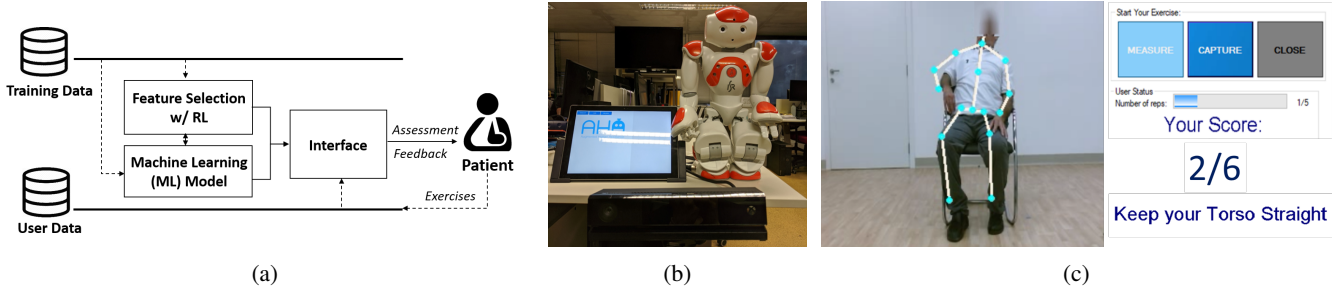 Training Data
Feature Selection
w/ RL
Machine Learning
(ML) Model
Interface
Assessment
Feedback
Patient
Exercises
User Data
(a)
AHA
(b)
Start Your Exercise:
MEASURE
CAPTURE
CLOSE
User Status
Number of reps:
1/5
Your Score:
2/6
Keep your Torso Straight
(c)